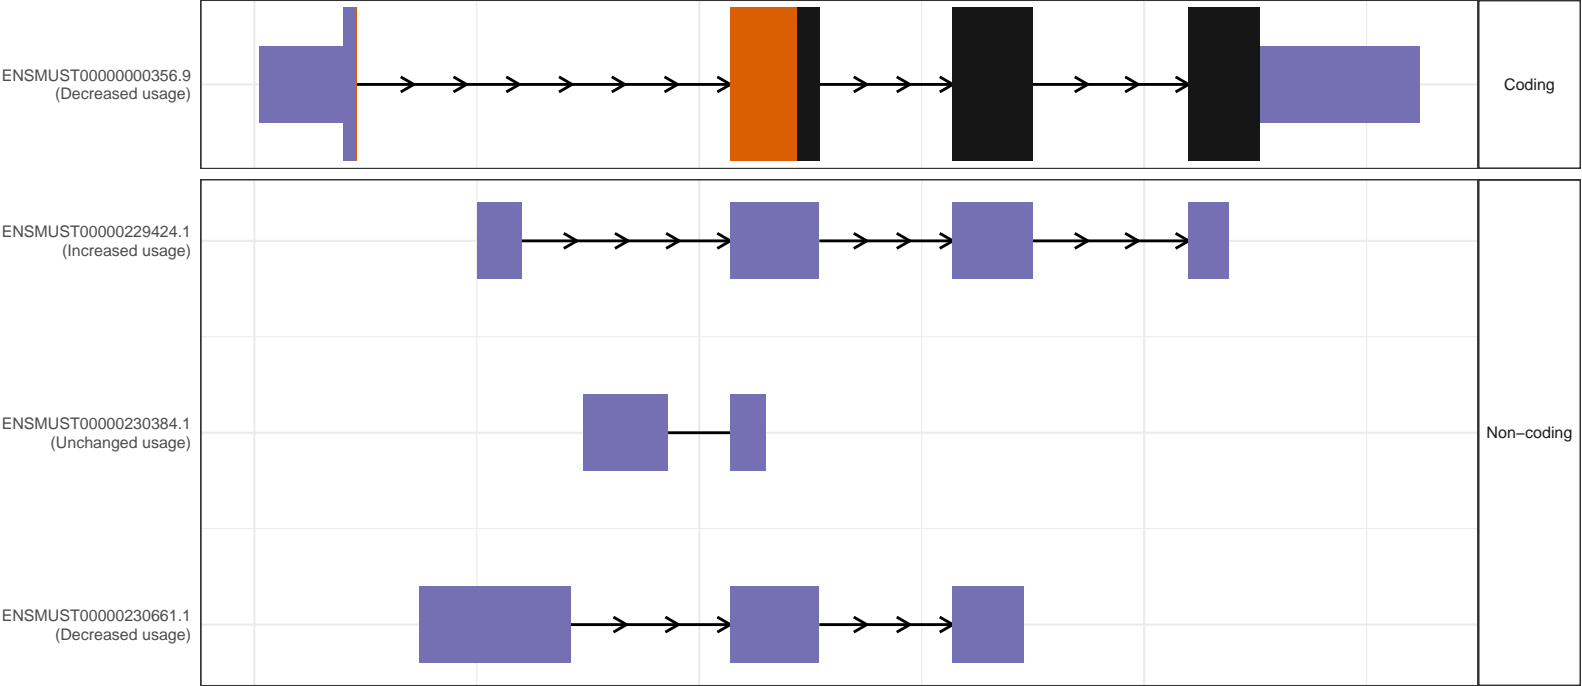 ENSMUST00000000356.9
(Decreased usage)
Coding
ENSMUST00000229424.1
(Increased usage)
ENSMUST00000230384.1
(Unchanged usage)
Non−coding
ENSMUST00000230661.1
(Decreased usage)